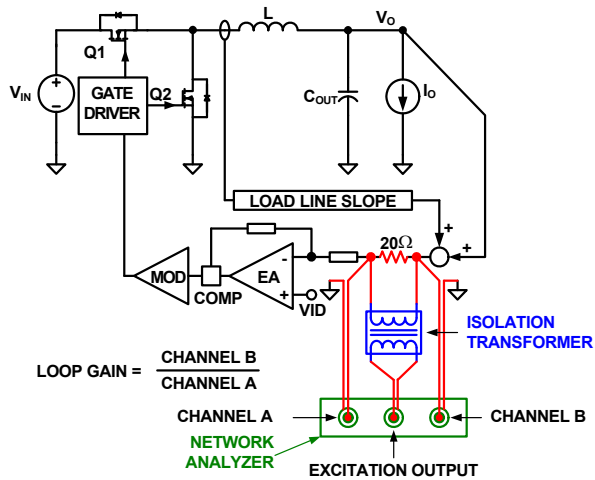 L
VO
Q1
VIN
+
−
GATE
DRIVER
Q2
COUT
IO
LOAD LINE SLOPE
+
+
20Ω
MOD
COMP
EA
-
+
VID
ISOLATION
TRANSFORMER
LOOP GAIN = CHANNEL B
CHANNEL A
CHANNEL A
CHANNEL B
NETWORK
ANALYZER
EXCITATION OUTPUT